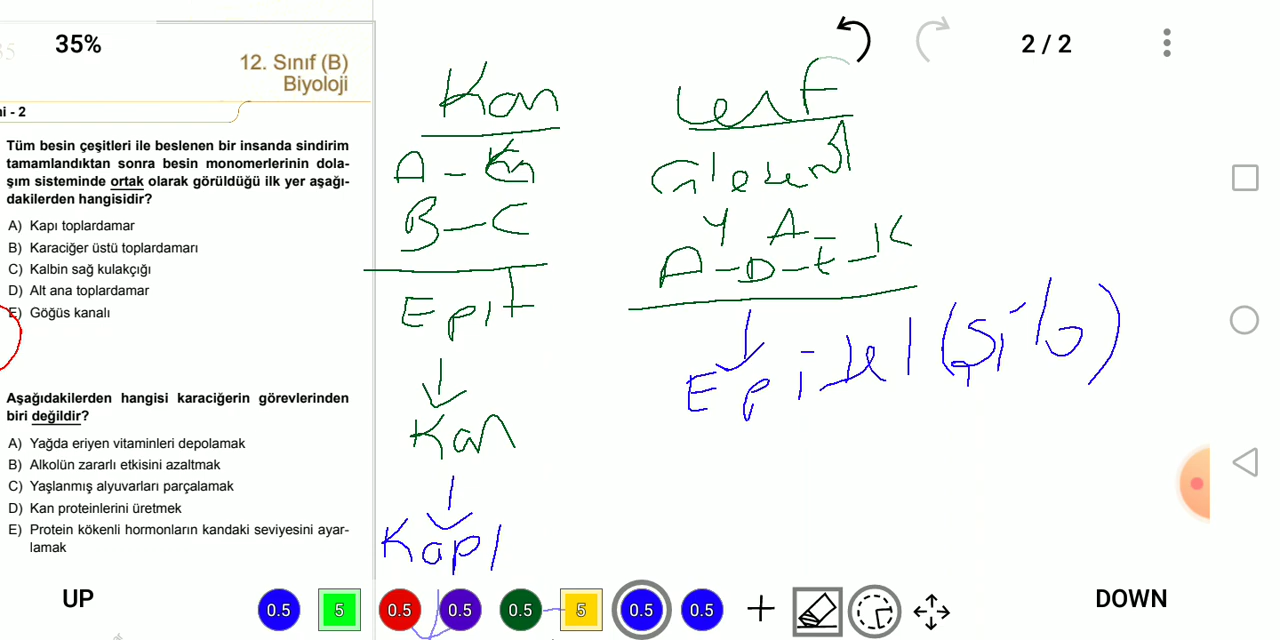 35%
12. Sınıf (B)
Biyoloji
ni - 2
Tüm besin çeşitleri ile beslenen bir insanda sindirim
tamamlandıktan sonra besin monomerlerinin dola-
şım sisteminde ortak olarak görüldüğü ilk yer aşağı-
dakilerden hangisidir?
A) Kapı toplardamar
B) Karaciğer üstü toplardamarı
C) Kalbin sağ kulakçığı
D) Alt ana toplardamar
E) Göğüs kanalı
Aşağıdakilerden hangisi karaciğerin görevlerinden
biri değildir?
A) Yağda eriyen vitaminleri depolamak
B) Alkolün zararlı etkisini azaltmak
C) Yaşlanmış alyuvarları parçalamak
D) Kan proteinlerini üretmek
E) Protein kökenli hormonların kandaki seviyesini ayar-
lamak
Kan
A -
B - C
Epit
Kan
Kapı
Lenf
Y A
A - D - E - K
2 / 2
UP
0.5
5
0.5
0.5
0.5
5
0.5
0.5
DOWN